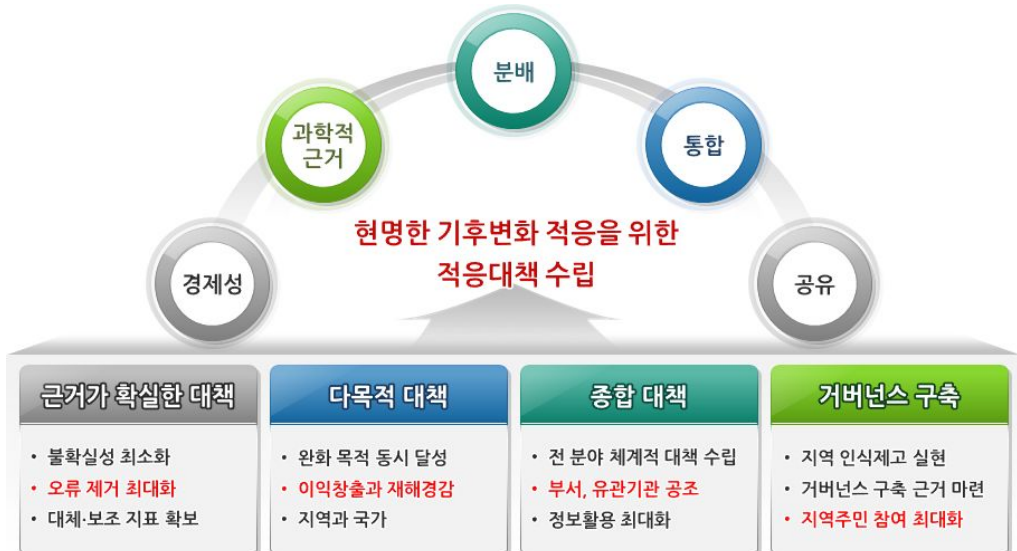 분배
과학적
근거
통합
현명한 기후변화 적응을 위한
적응대책 수립
경제성
공유
근거가 확실한 대책
• 불확실성 최소화
• 오류 제거 최대화
• 대체·보조 지표 확보
다목적 대책
• 완화 목적 동시 달성
• 이익창출과 재해경감
• 지역과 국가
종합 대책
• 전 분야 체계적 대책 수립
• 부서, 유관기관 공조
• 정보활용 최대화
거버넌스 구축
• 지역 인식제고 실현
• 거버넌스 구축 근거 마련
• 지역주민 참여 최대화